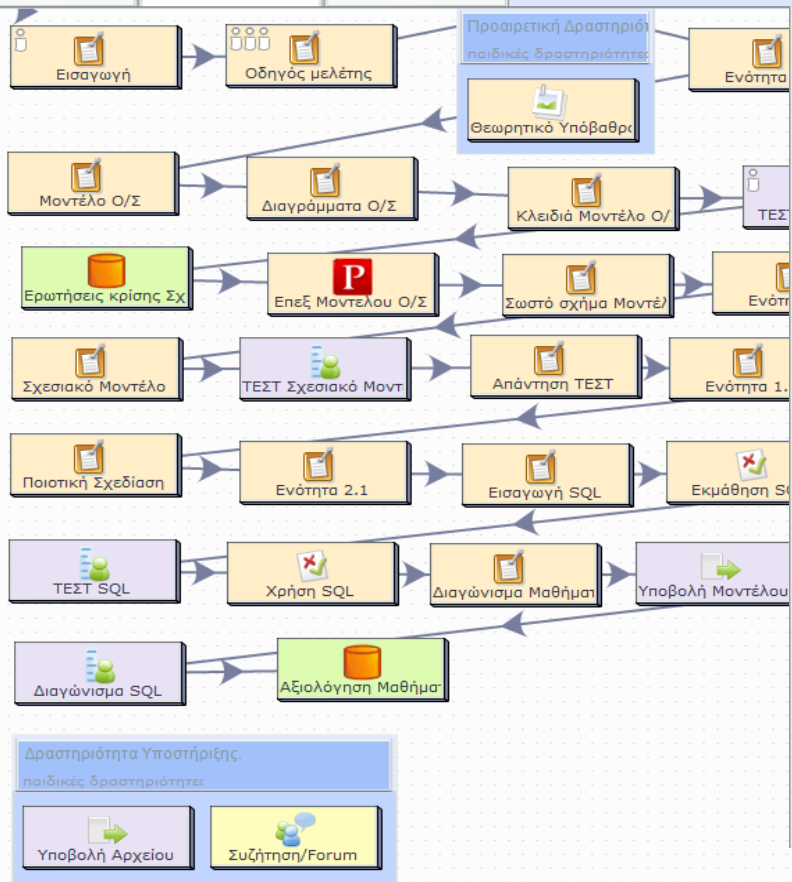 Προαιρετική Δραστηριότ
παιδικές δραστηριότητες
Εισαγωγή
Οδηγός μελέτης
Ενότητα
Θεωρητικό Υπόβαθρο
Μοντέλο Ο/Σ
Διαγράμματα Ο/Σ
Κλειδιά Μοντέλο Ο/
ΤΕΣ
Ερωτήσεις κρίσης Σχ
P
Επεξ Μοντελου Ο/Σ
Σωστό σχήμα Μοντέλ
Ενότη
Σχεσιακό Μοντέλο
ΤΕΣΤ Σχεσιακό Μοντ
Απάντηση ΤΕΣΤ
Ενότητα 1.
Ποιοτική Σχεδίαση
Ενότητα 2.1
Εισαγωγή SQL
Εκμάθηση SQ
ΤΕΣΤ SQL
Χρήση SQL
Διαγώνισμα Μαθήματ
Υποβολή Μοντέλου
Διαγώνισμα SQL
Αξιολόγηση Μαθήματ
Δραστηριότητα Υποστήριξης.
παιδικές δραστηριότητες
Υποβολή Αρχείου
Συζήτηση/Forum